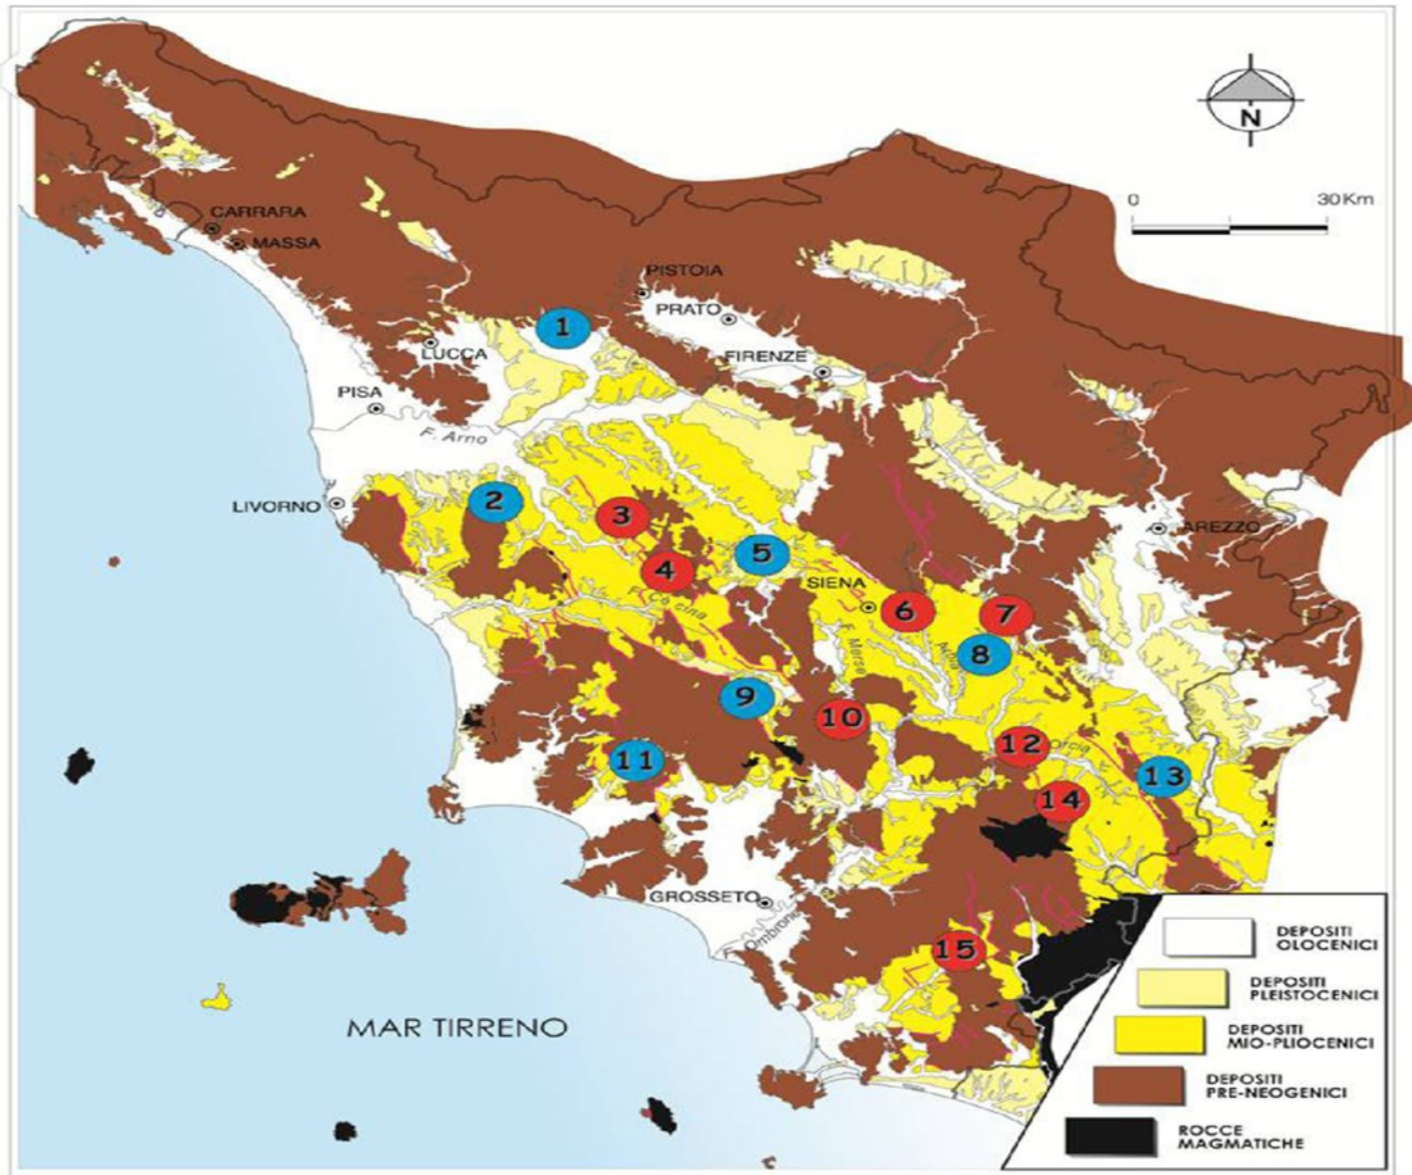 N
0 30 Km
CARRARA
MASSA
PISTOIA
PRATO
1
LUCCA
FIRENZE
PISA
F. Arno
LIVORNO
2
3
AREZZO
5
4
SIENA
F. Cecina
6
7
F. Merse
8
9
10
12
Orcia
11
13
14
GROSSETO
F. Ombrone
15
MAR TIRRENO
DEPOSITI
OLOCENICI
DEPOSITI
PLEISTOCENICI
DEPOSITI
MIO-PLIOCENICI
DEPOSITI
PRE-NEOGENICI
ROCCE
MAGMATICHE